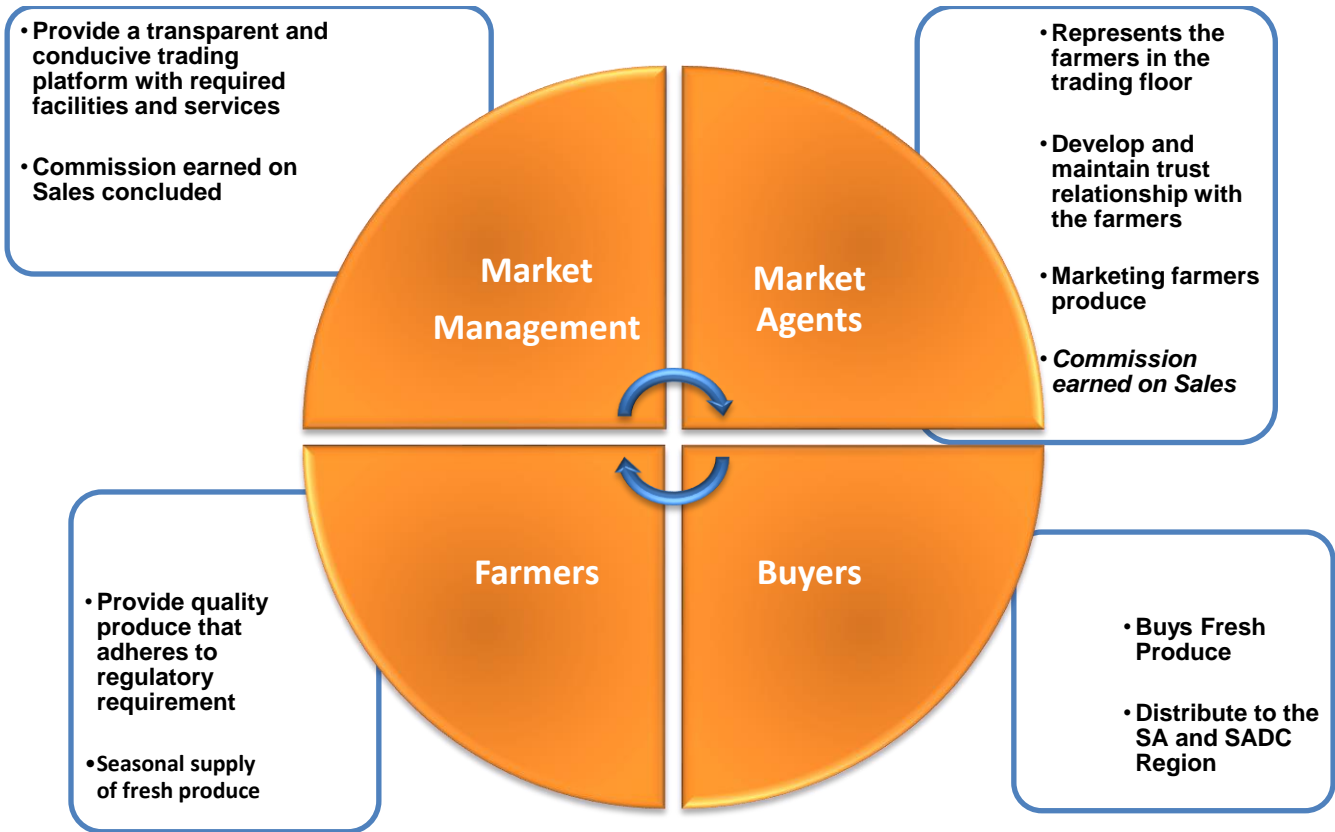 • Provide a transparent and
conducive trading
platform with required
facilities and services
• Commission earned on
Sales concluded
• Represents the
farmers in the
trading floor
• Develop and
maintain trust
relationship with
the farmers
• Marketing farmers
produce
• Commission
earned on Sales
Market
Management
Market
Agents
Farmers
Buyers
• Provide quality
produce that
adheres to
regulatory
requirement
• Seasonal supply
of fresh produce
• Buys Fresh
Produce
• Distribute to the
SA and SADC
Region